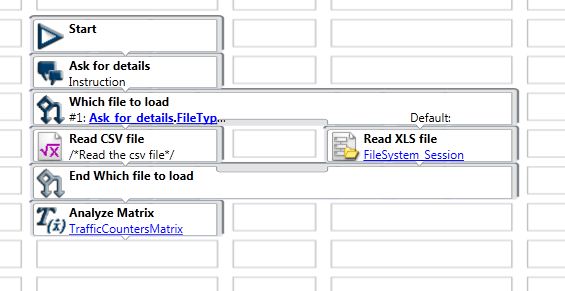 Start
Ask for details
Instruction
Which file to load
#1: Ask_for_details.FileTyp... Default:
Read CSV file Read XLS file
/*Read the csv file*/ FileSystem_Session
End Which file to load
Analyze Matrix
TrafficCountersMatrix